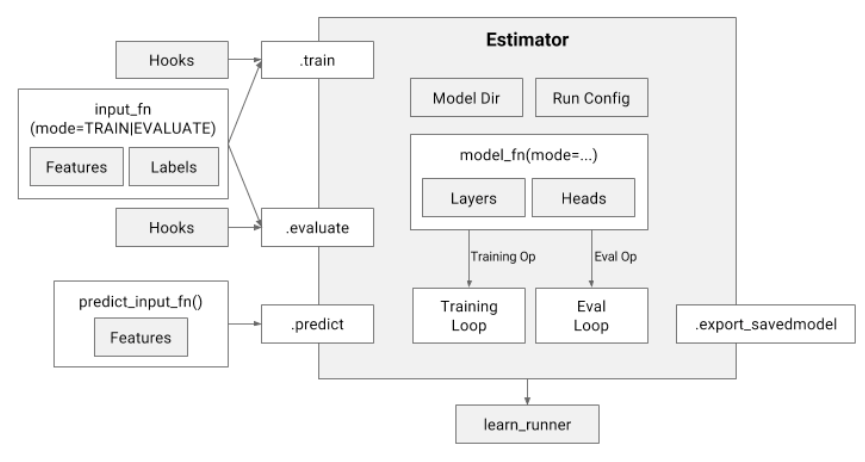 Estimator
Hooks
.train
input_fn
(mode=TRAIN|EVALUATE)
Features
Labels
Hooks
.evaluate
predict_input_fn()
Features
.predict
Model Dir
Run Config
model_fn(mode=...)
Layers
Heads
Training Op
Eval Op
Training
Loop
Eval
Loop
.export_savedmodel
learn_runner